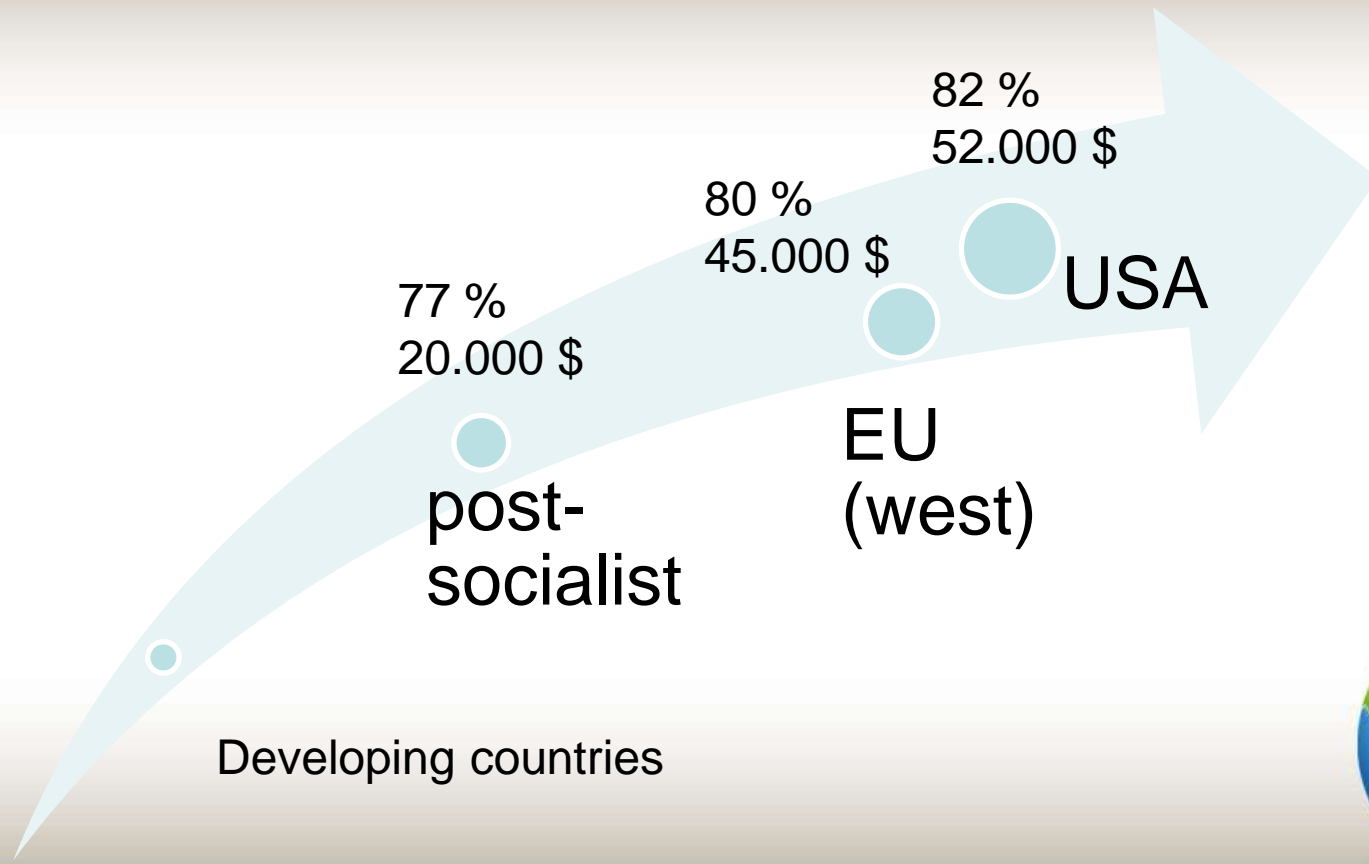 82 %
52.000 $
80 %
45.000 $
USA
77 %
20.000 $
EU
(west)
post-
socialist
Developing countries